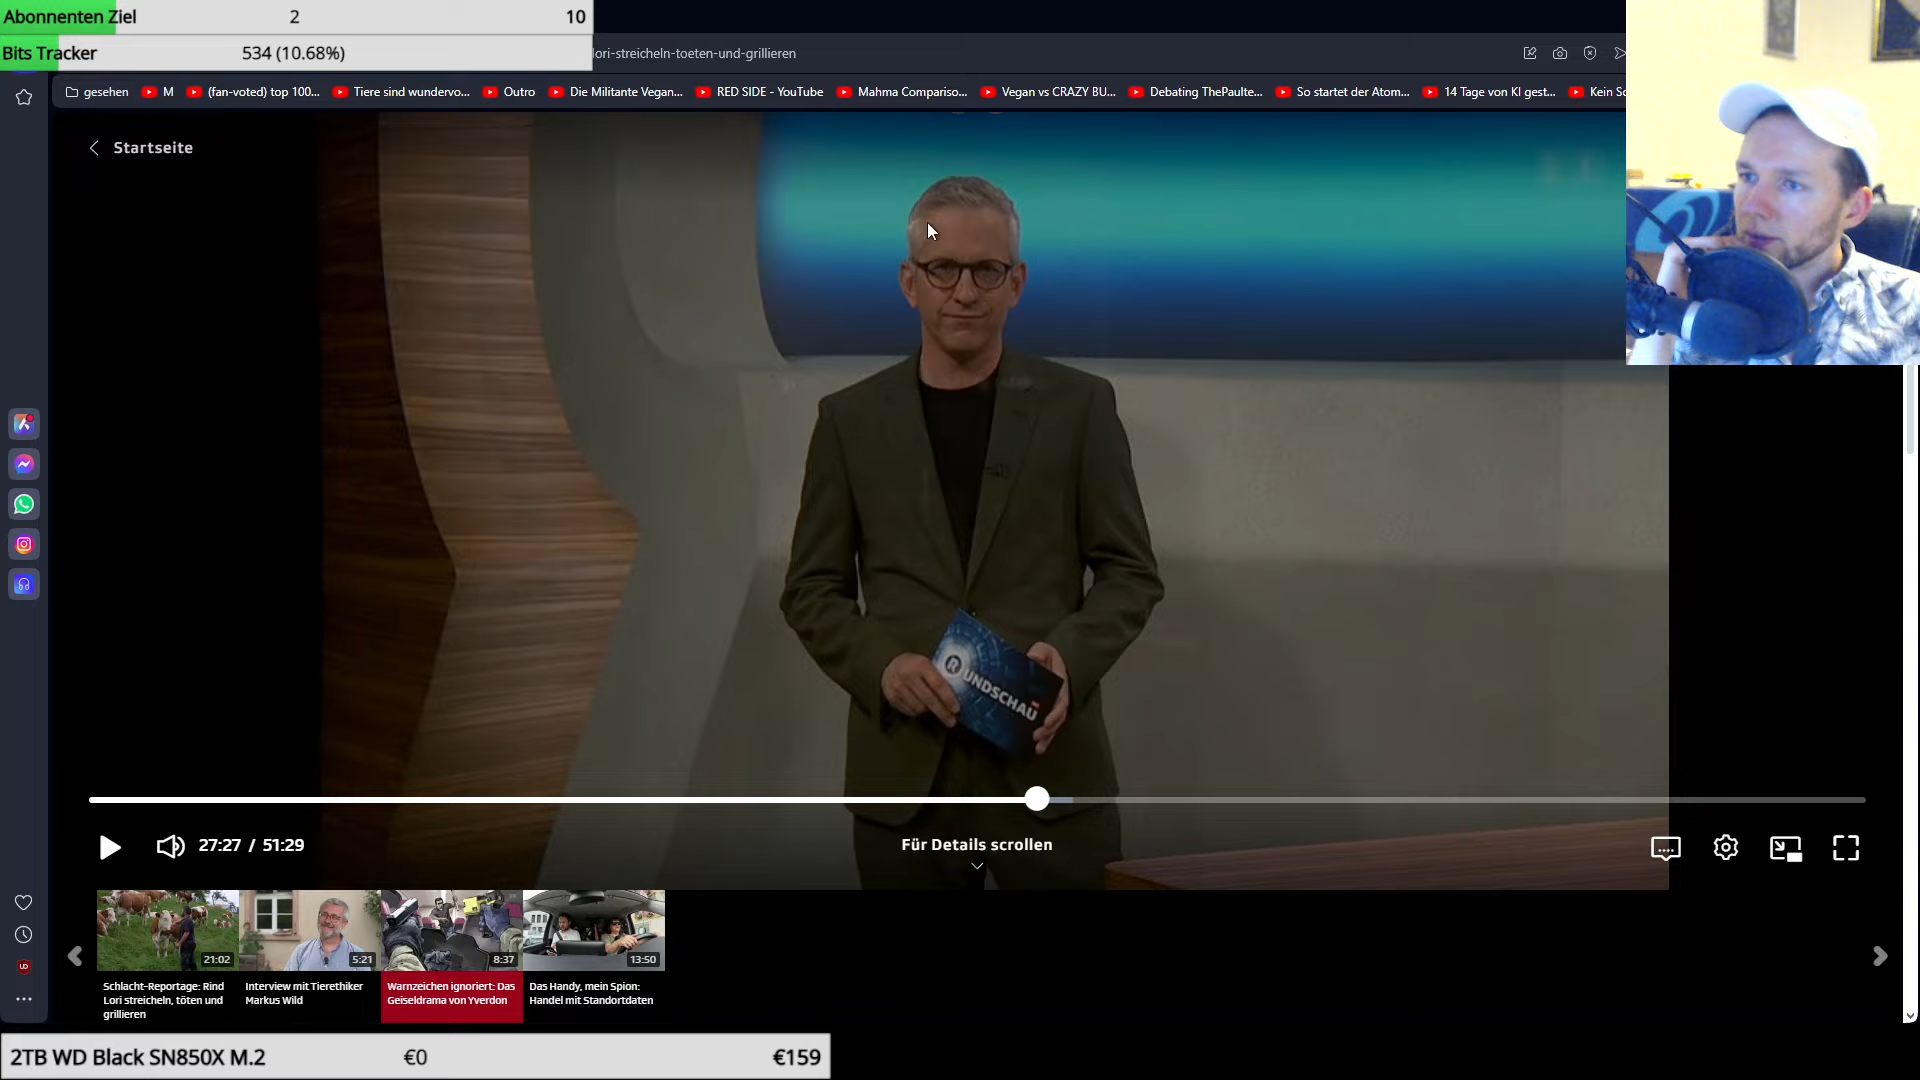 Abonnenten Ziel 2 10
Bits Tracker 534 (10.68%)
lori-streicheln-toeten-und-grillieren
gesehen M (fan-voted) top 100... Tiere sind wundervo... Outro Die Militante Vegan... RED SIDE - YouTube Mahma Compariso... Vegan vs CRAZY BU... Debating ThePaulte... So startet der Atom... 14 Tage von KI gest... Kein Sc
Startseite
RUNDSCHAU
27:27 / 51:29
Für Details scrollen
21:02 5:21 8:37 13:50
Schlacht-Reportage: Rind
Lori streicheln, töten und
grillieren
Interview mit Tierethiker
Markus Wild
Warnzeichen ignoriert: Das
Geiseldrama von Yverdon
Das Handy, mein Spion:
Handel mit Standortdaten
2TB WD Black SN850X M.2 €0 €159